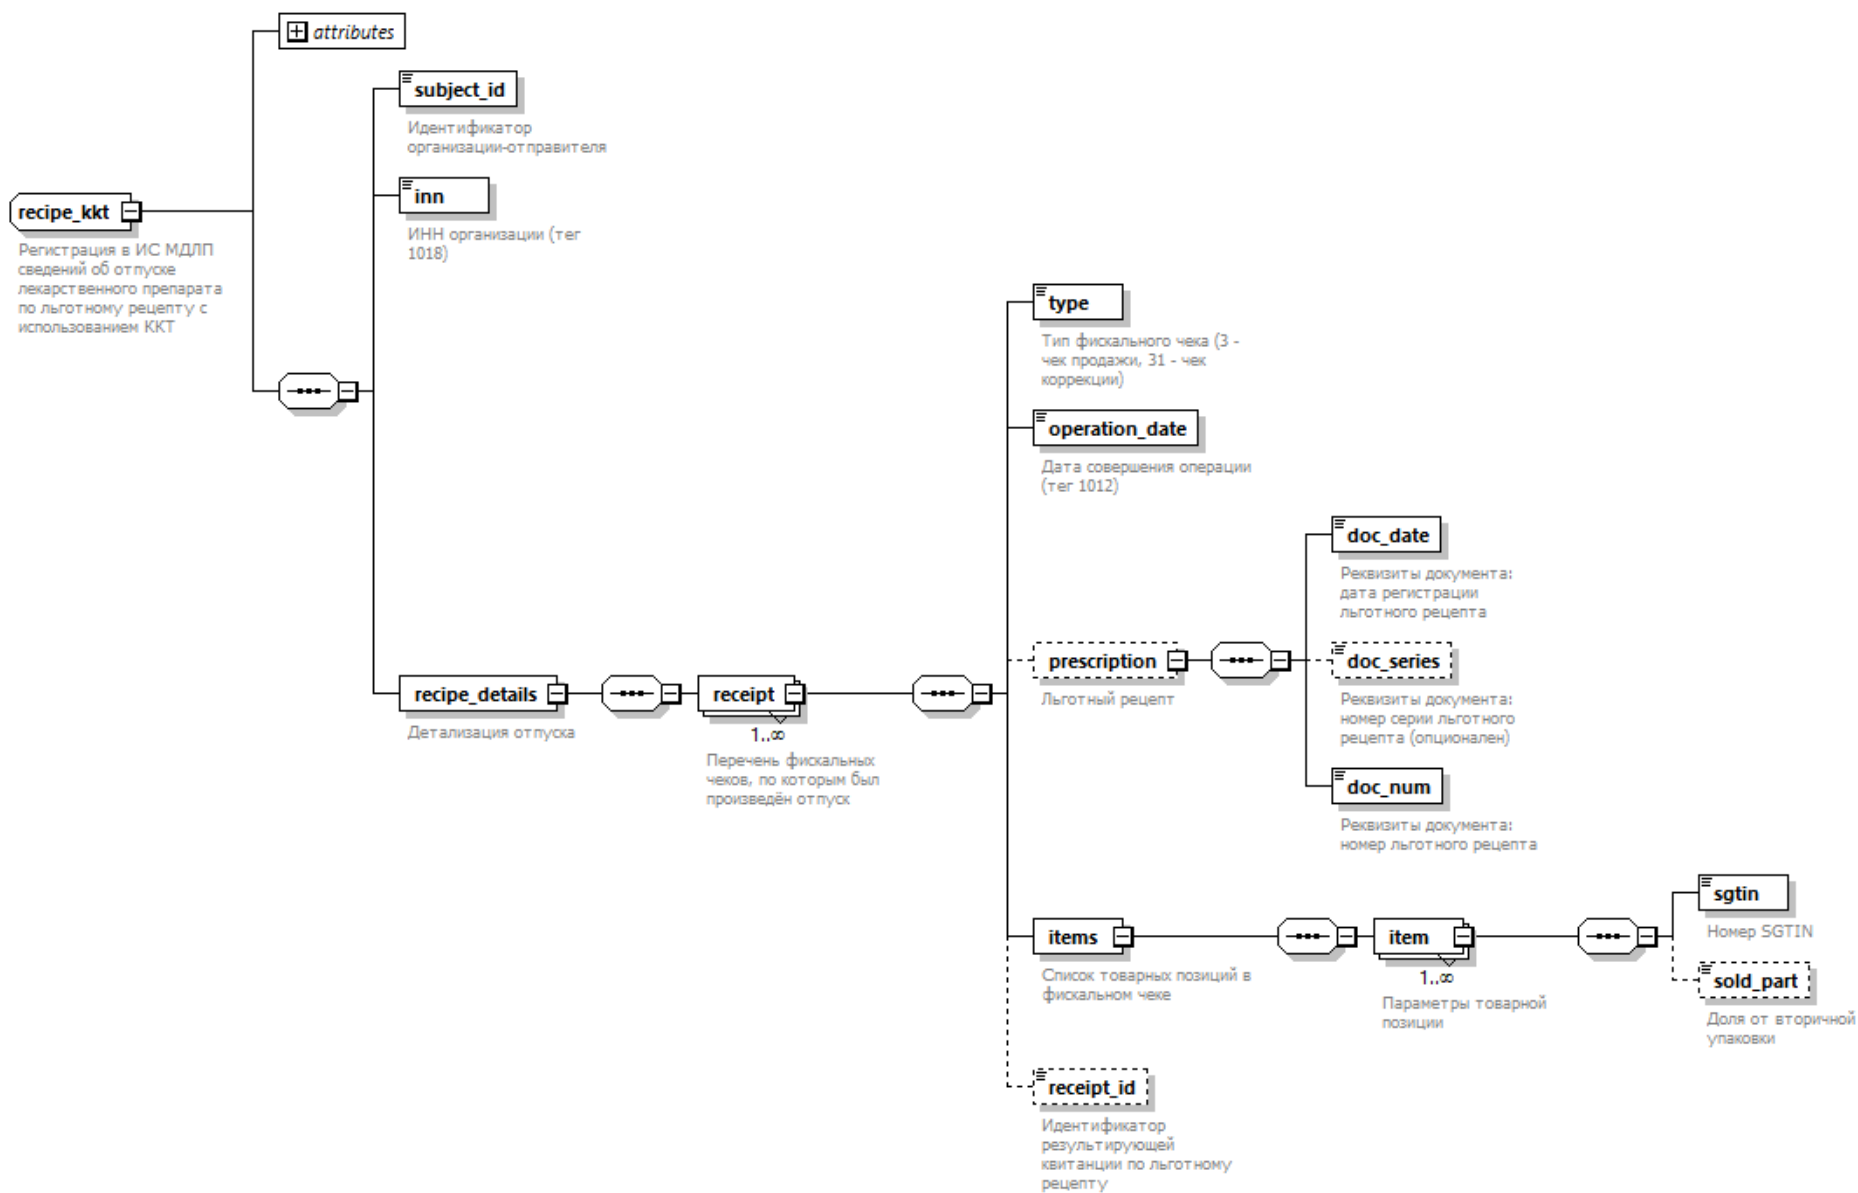 attributes
subject_id
Идентификатор
организации-отправителя
inn
ИНН организации (тег
1018)
recipe_kkt
Регистрация в ИС МДЛП
сведений об отпуске
лекарственного препарата
по льготному рецепту с
использованием ККТ
type
Тип фискального чека (3 -
чек продажи, 31 - чек
коррекции)
operation_date
Дата совершения операции
(тег 1012)
doc_date
Реквизиты документа:
дата регистрации
льготного рецепта
prescription
Льготный рецепт
doc_series
Реквизиты документа:
номер серии льготного
рецепта (опционален)
recipe_details
Детализация отпуска
receipt
1..∞
Перечень фискальных
чеков, по которым был
произведён отпуск
doc_num
Реквизиты документа:
номер льготного рецепта
items
Список товарных позиций в
фискальном чеке
item
1..∞
Параметры товарной
позиции
sgtin
Номер SGTIN
sold_part
Доля от вторичной
упаковки
receipt_id
Идентификатор
результирующей
квитанции по льготному
рецепту